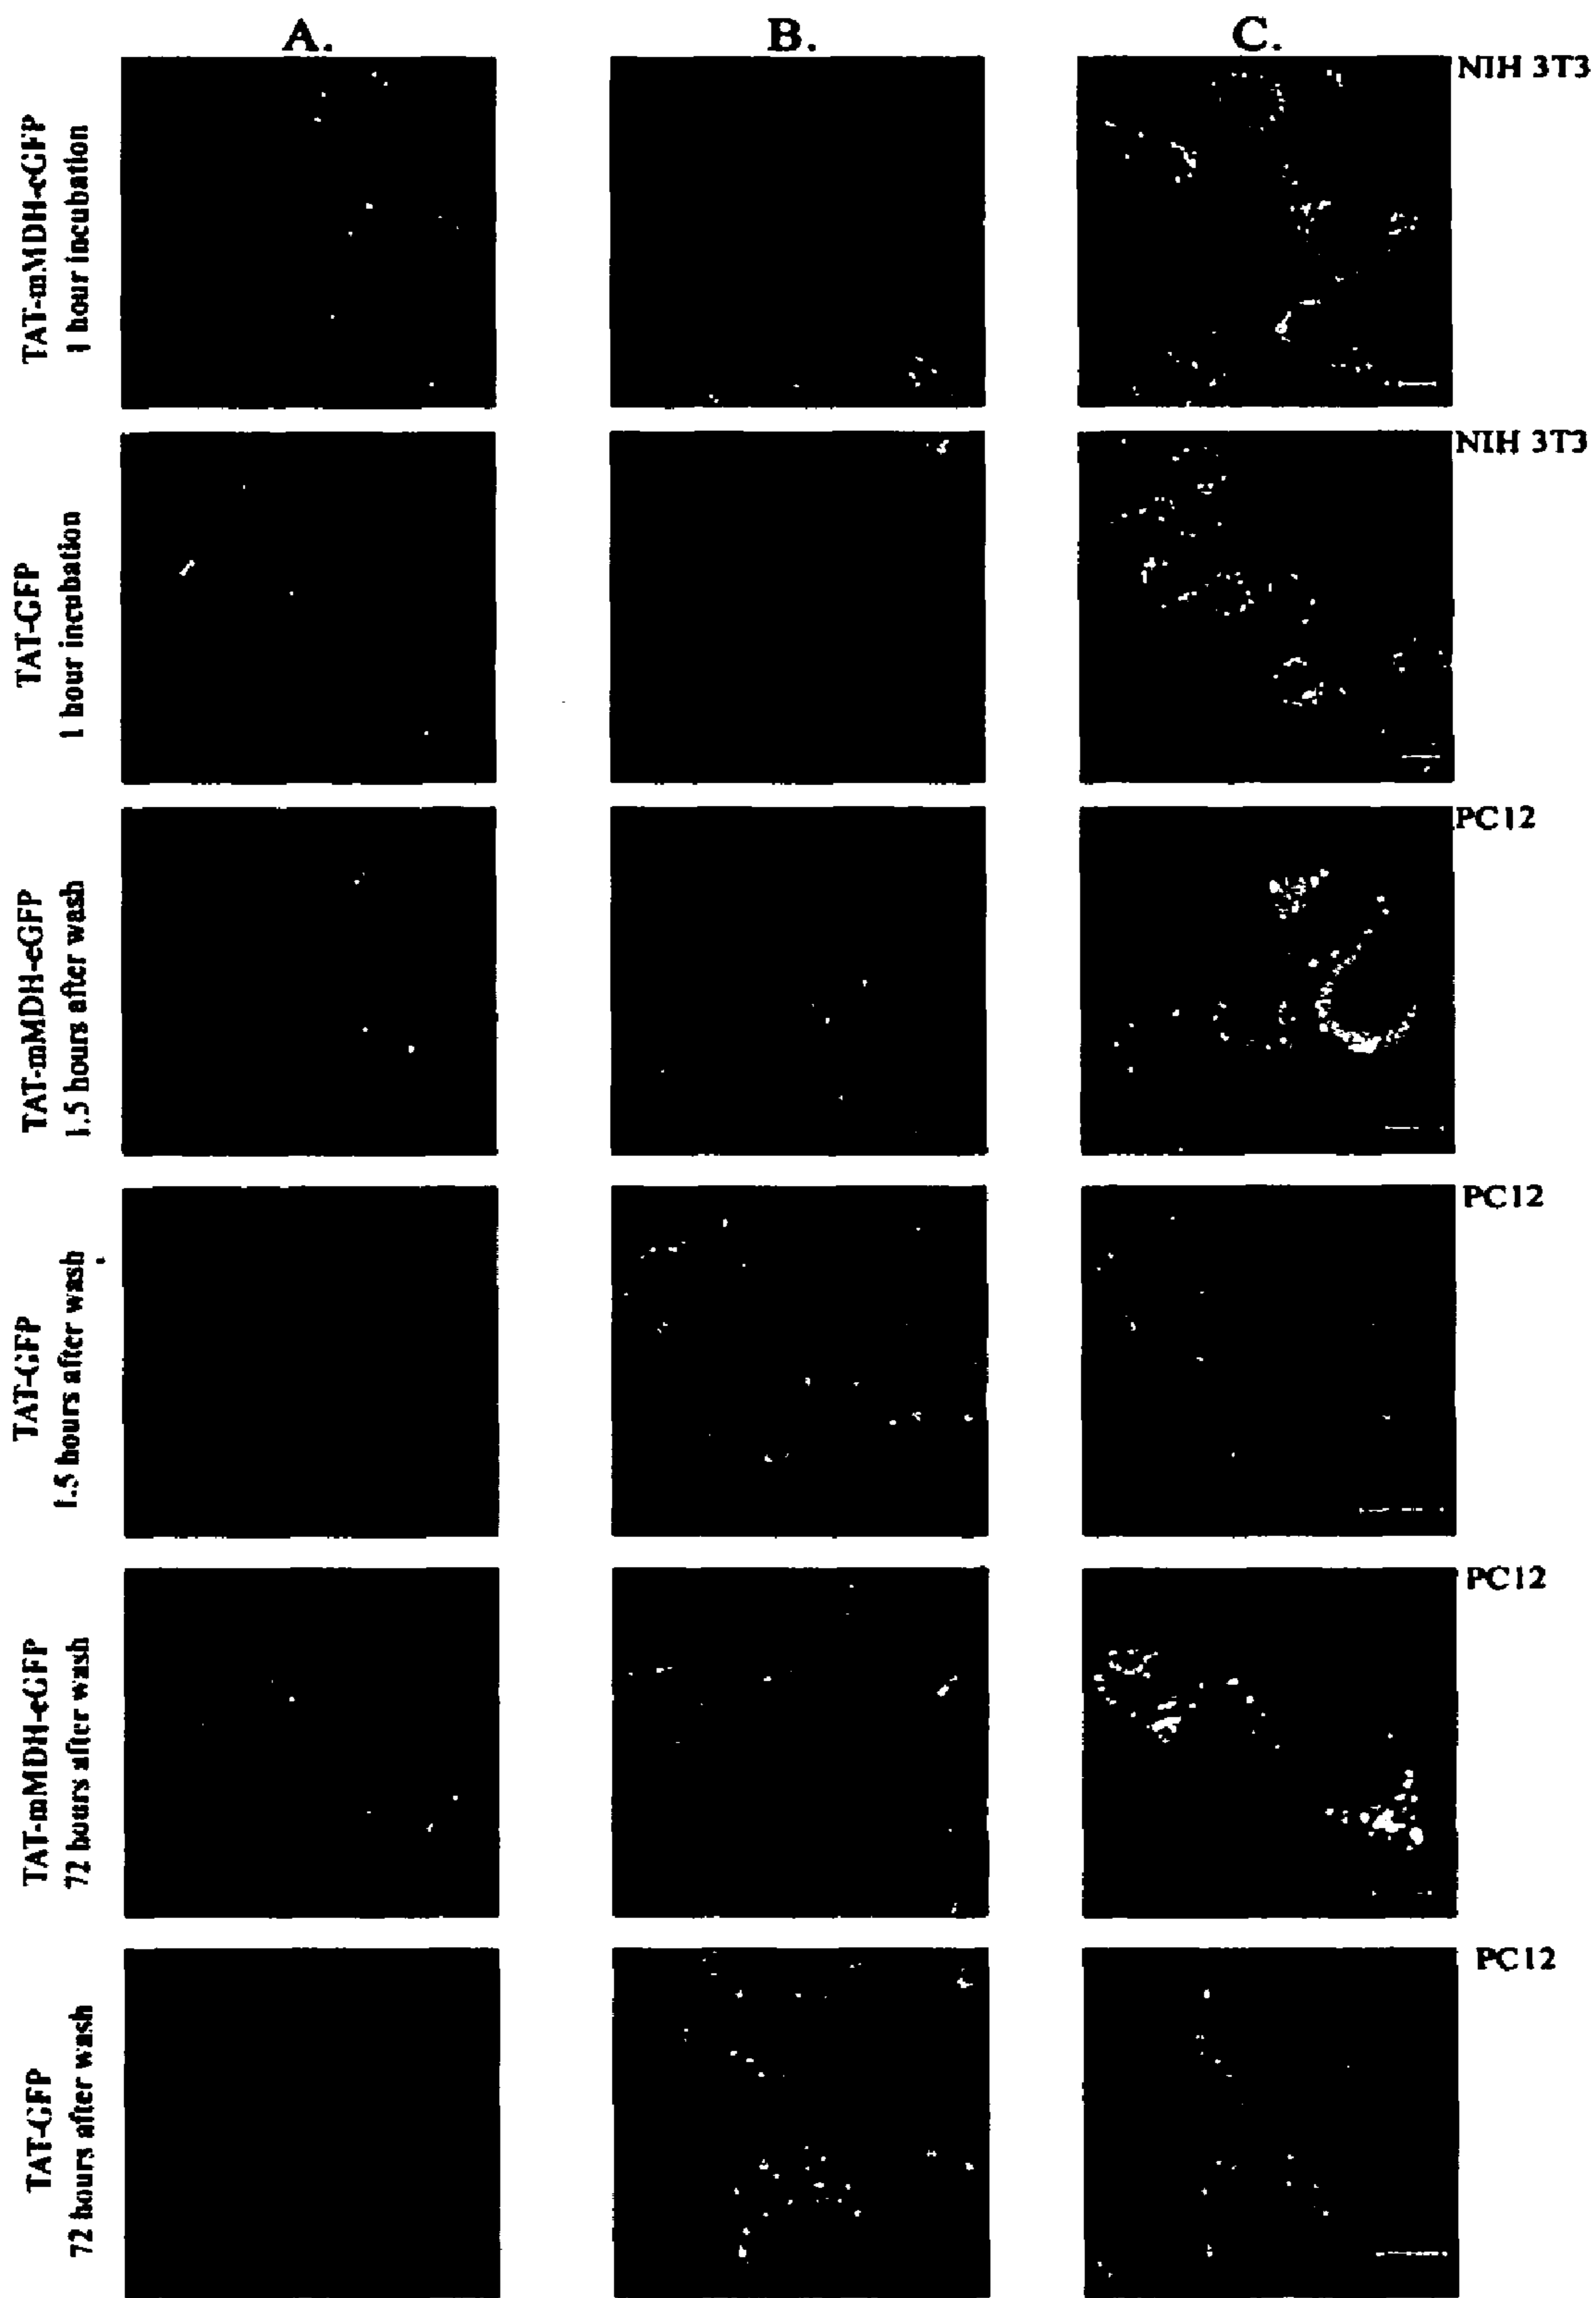 A. B. C.
TAT-mMDH-eGFP
1 hour incubation
NIH 3T3
TAT-GFP
1 hour incubation
NIH 3T3
TAT-mMDH-eGFP
1.5 hours after wash
PC12
TAT-GFP
1.5 hours after wash
PC12
TAT-mMDH-eGFP
72 hours after wash
PC12
TAT-GFP
72 hours after wash
PC12